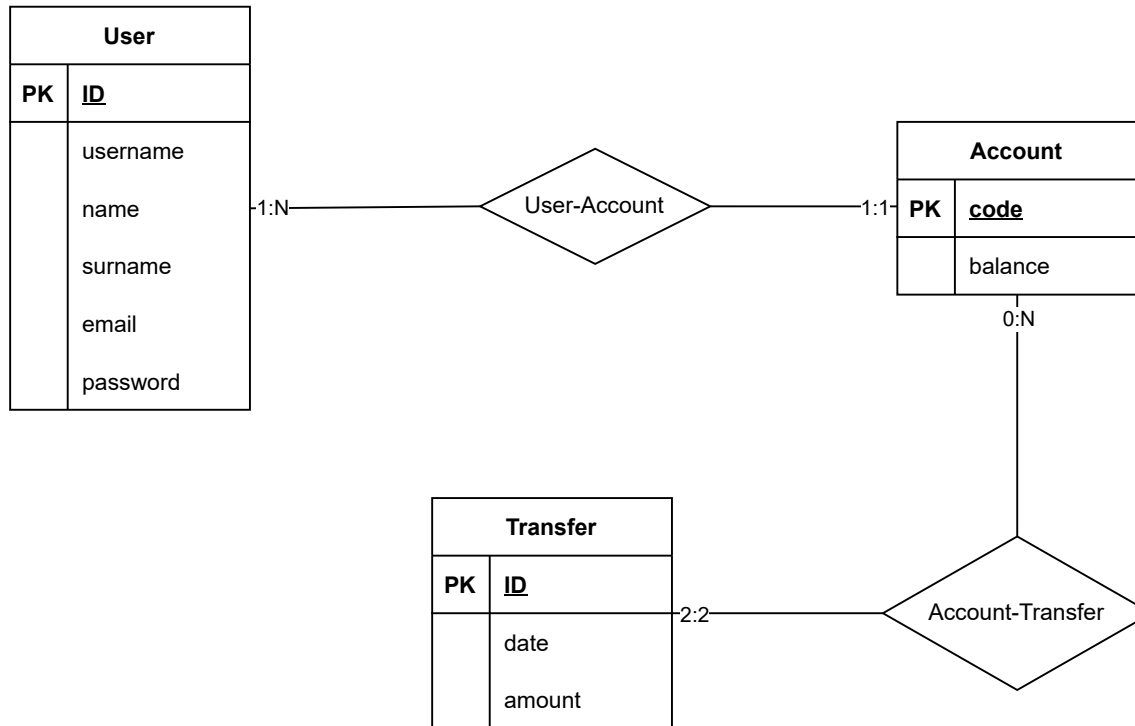 User
PK ID
username
name
surname
email
password
1:N
User-Account
1:1
Account
PK code
balance
0:N
Account-Transfer
2:2
Transfer
PK ID
date
amount